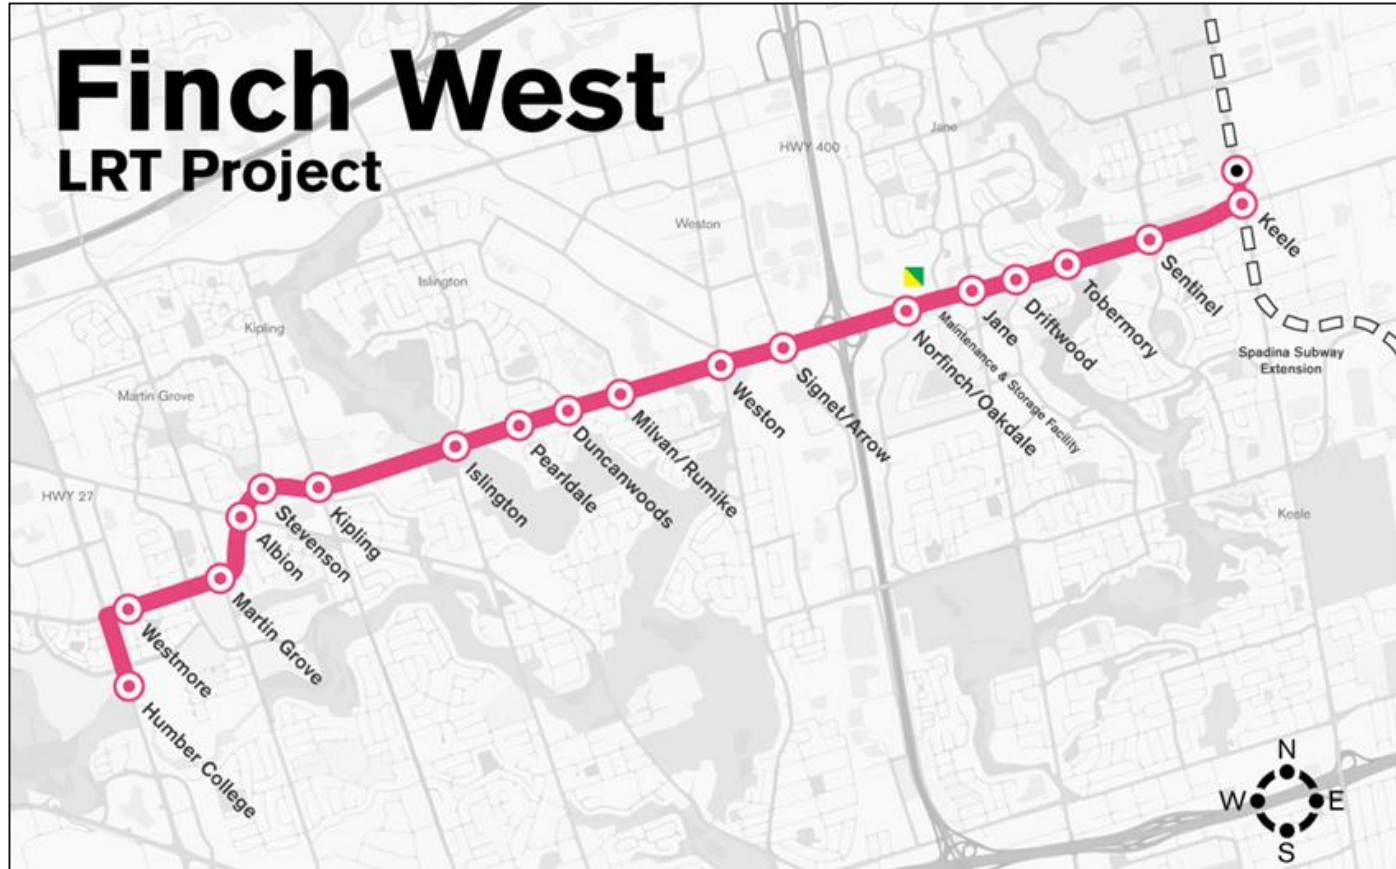 Finch West
LRT Project
HWY 400
Jane
Weston
Islington
Kipling
Martin Grove
HWY 27
Keele
Keele
Sentinel
Tobermory
Driftwood
Jane
Maintenance & Storage Facility
Norfinch/Oakdale
Signet/Arrow
Weston
Milvan/Rumike
Duncanwoods
Pearldale
Islington
Kipling
Stevenson
Albion
Martin Grove
Westmore
Humber College
Spadina Subway
Extension
N
W E
S